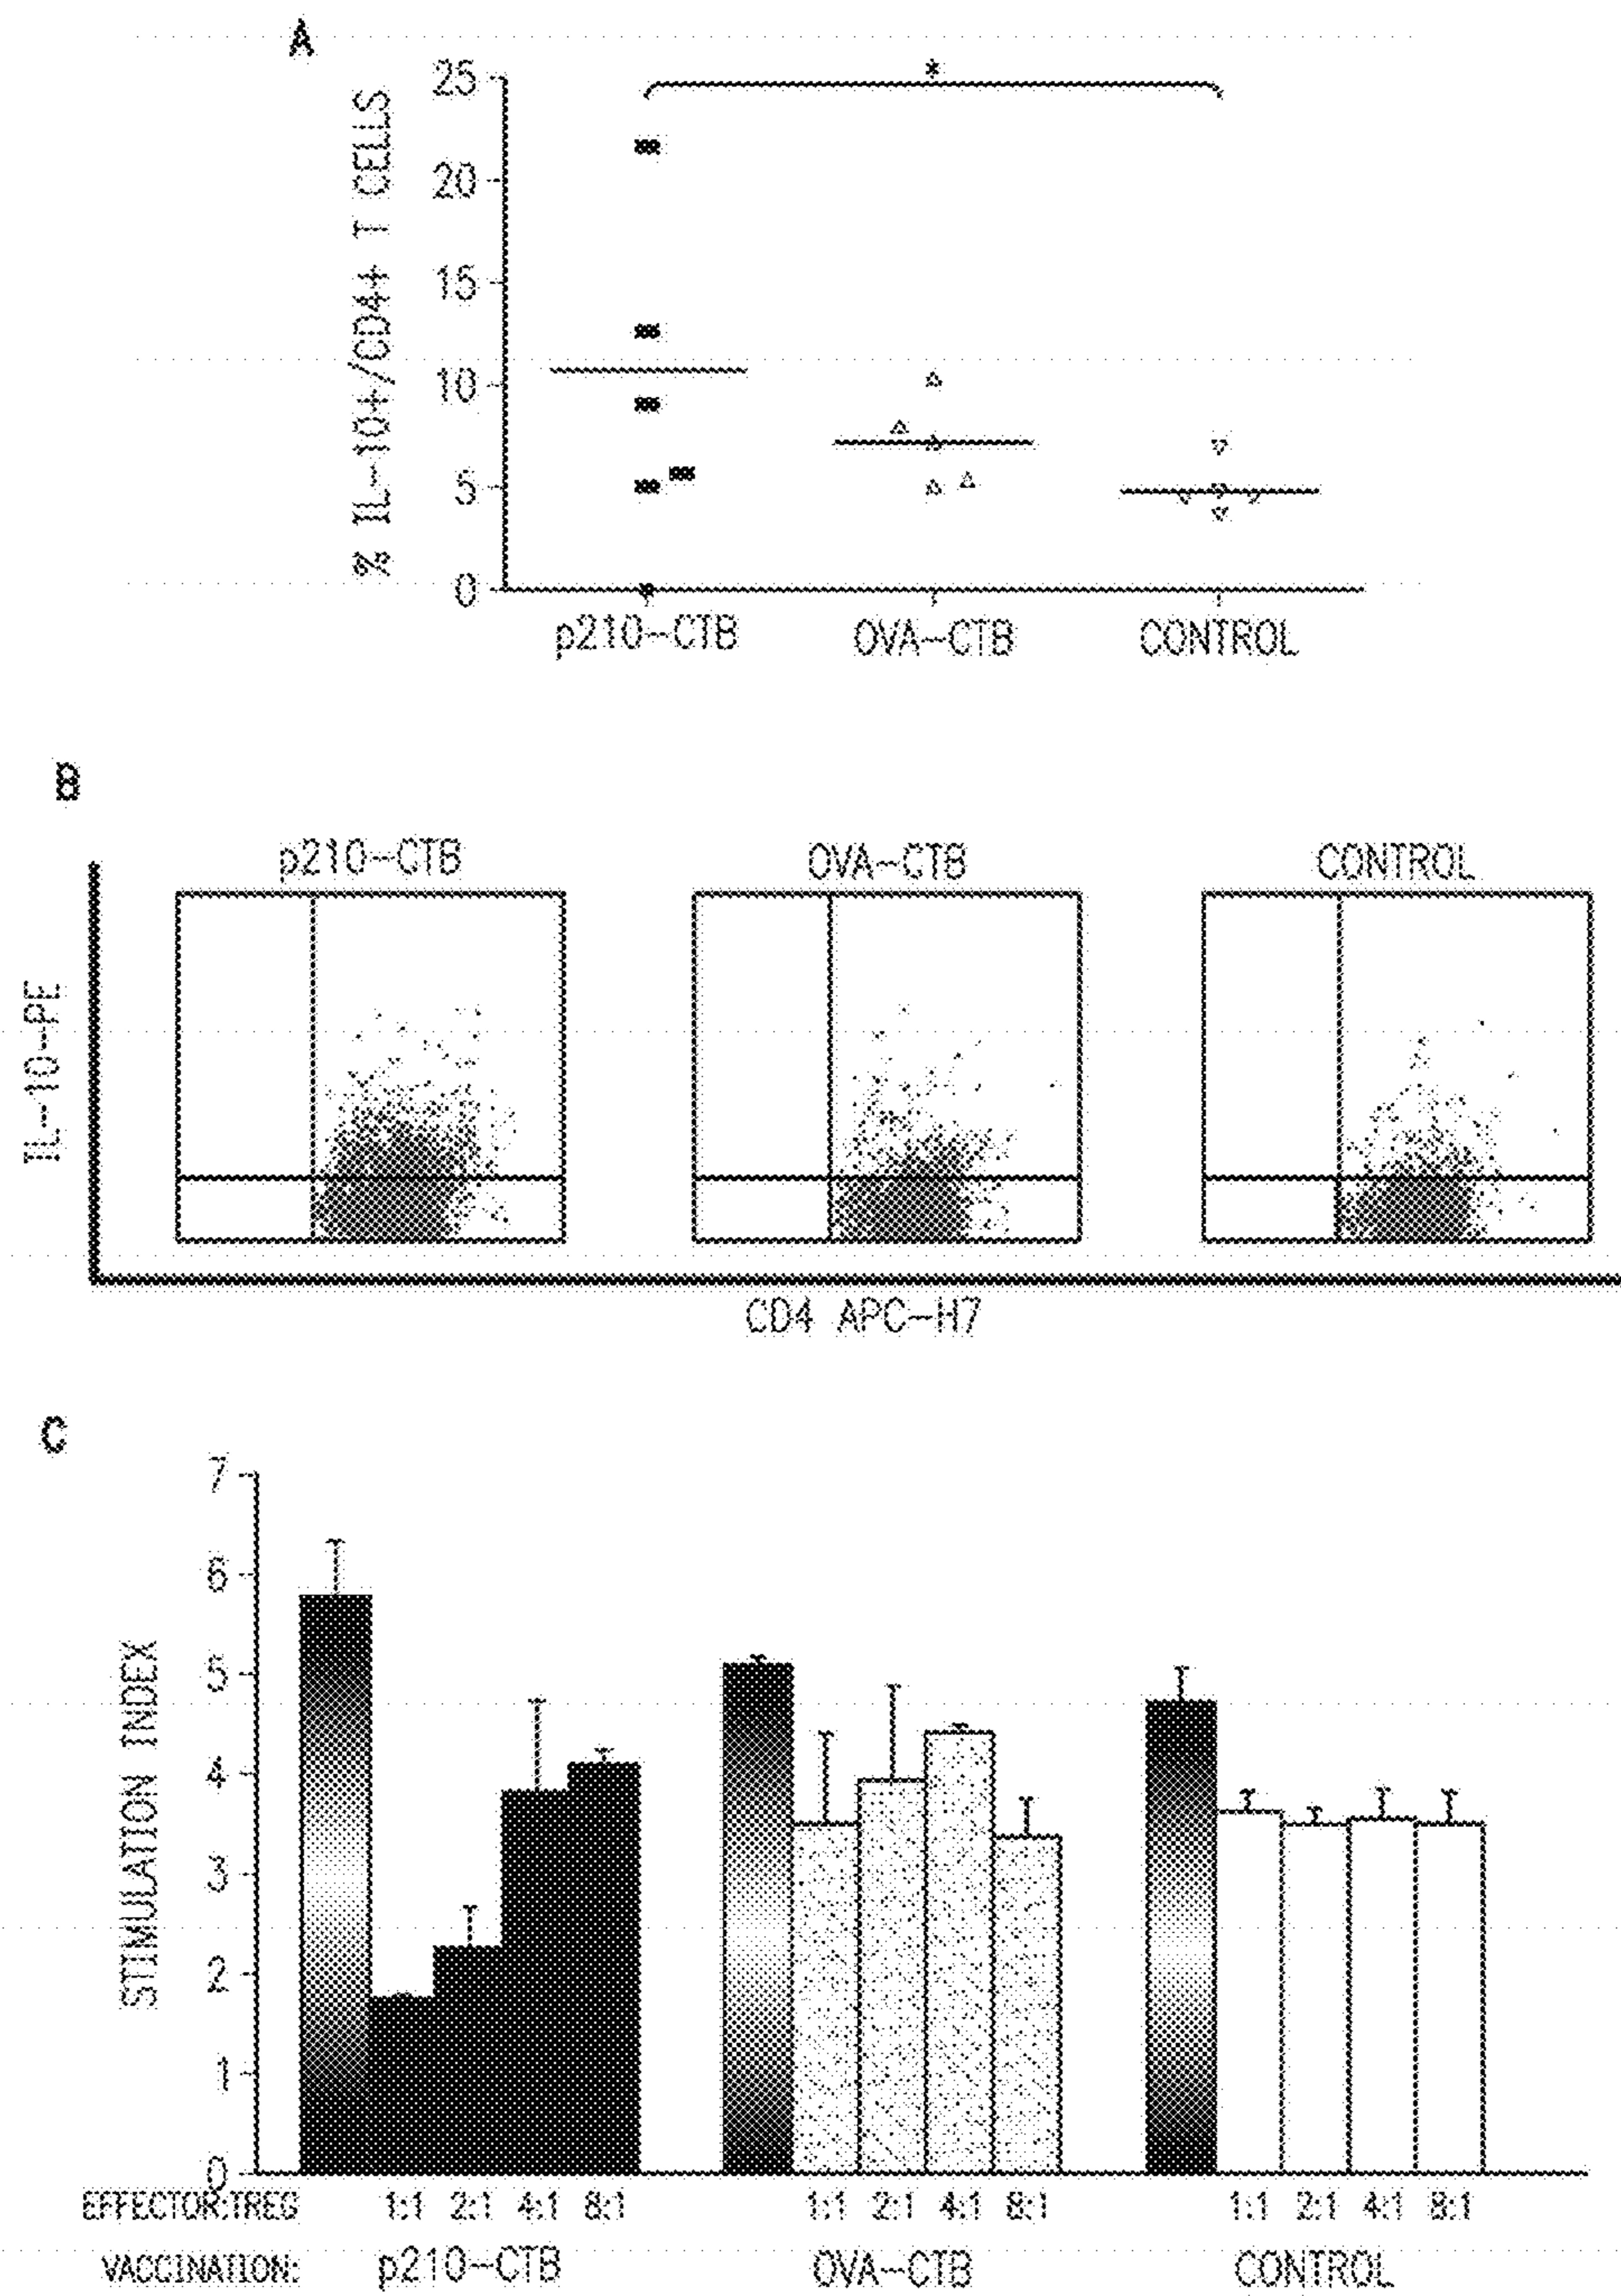 A
25
*
20
15
10
5
0
% IL-10+/CD4+ T CELLS
p210-CTB OVA-CTB CONTROL
B
p210-CTB OVA-CTB CONTROL
IL-10-PE
CD4 APC-H7
C
7
6
5
4
3
2
1
0
STIMULATION INDEX
EFFECTOR:TREG 1:1 2:1 4:1 8:1 1:1 2:1 4:1 8:1 1:1 2:1 4:1 8:1
VACCINATION: p210-CTB OVA-CTB CONTROL